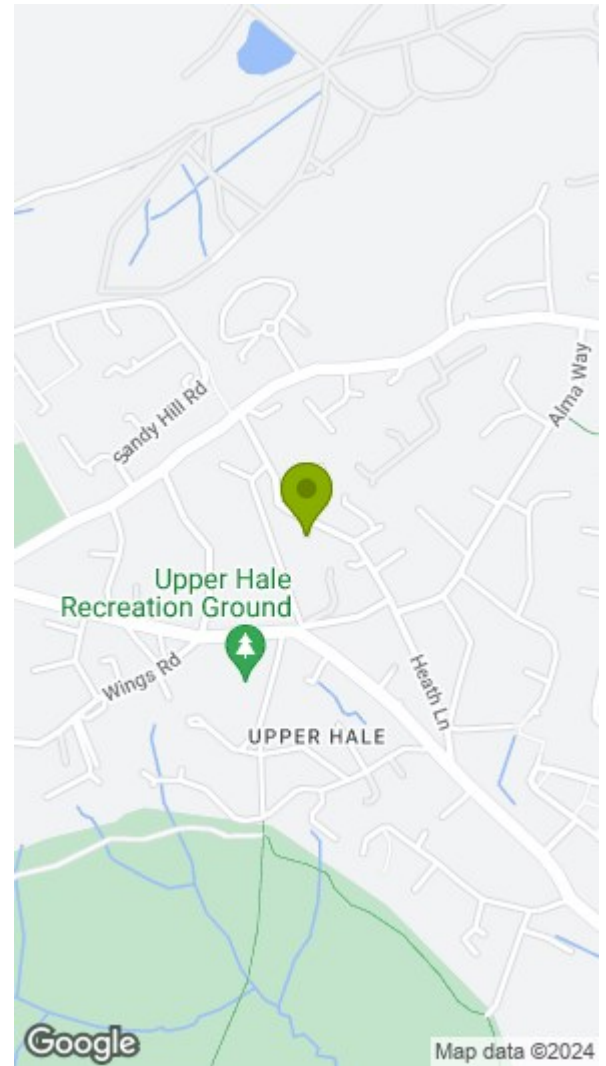 Sandy Hill Rd
Alma Way
Upper Hale
Recreation Ground
Wings Rd
Heath Ln
UPPER HALE
Google
Map data ©2024